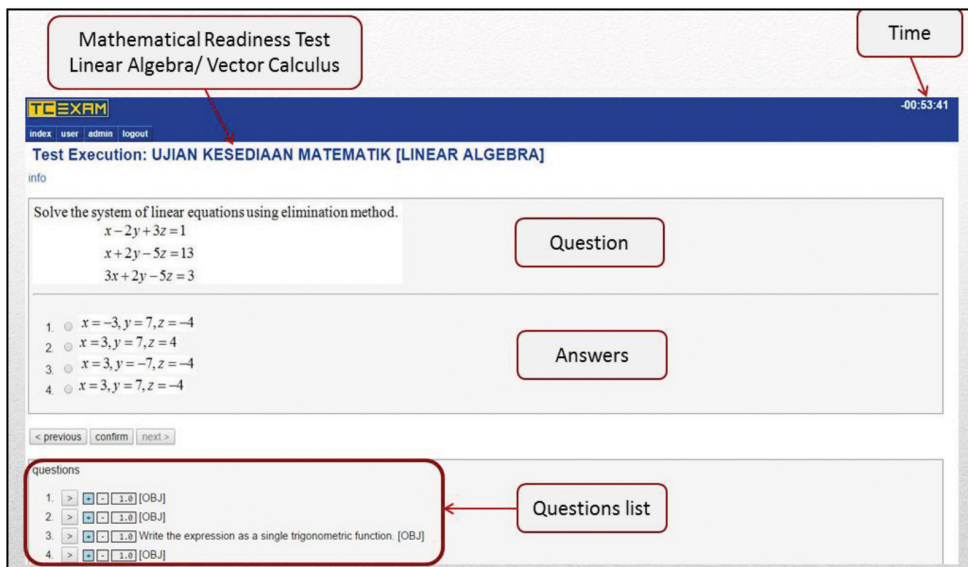 Mathematical Readiness Test
Linear Algebra/ Vector Calculus
Time
TCEXAM
-00:53:41
index user admin logout
Test Execution: UJIAN KESEDIAAN MATEMATIK [LINEAR ALGEBRA]
info
Solve the system of linear equations using elimination method.
x − 2y + 3z = 1
x + 2y − 5z = 13
3x + 2y − 5z = 3
Question
1. x = −3, y = 7, z = −4
2. x = 3, y = 7, z = 4
3. x = 3, y = −7, z = −4
4. x = 3, y = 7, z = −4
Answers
< previous confirm next >
questions
1. > + - 1.0 [OBJ]
2. > + - 1.0 [OBJ]
3. > + - 1.0 Write the expression as a single trigonometric function. [OBJ]
4. > + - 1.0 [OBJ]
Questions list